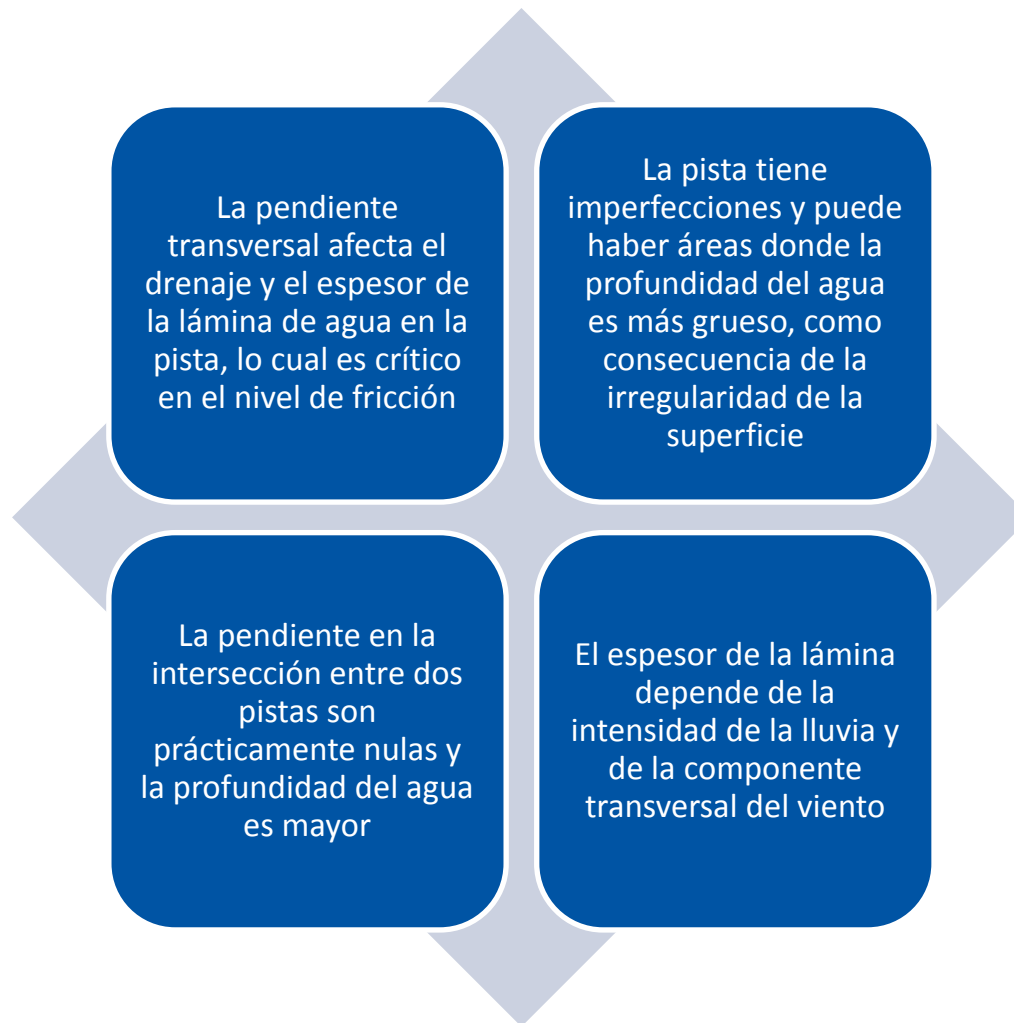 La pendiente
transversal afecta el
drenaje y el espesor de
la lámina de agua en la
pista, lo cual es crítico
en el nivel de fricción
La pista tiene
imperfecciones y puede
haber áreas donde la
profundidad del agua
es más grueso, como
consecuencia de la
irregularidad de la
superficie
La pendiente en la
intersección entre dos
pistas son
prácticamente nulas y
la profundidad del agua
es mayor
El espesor de la lámina
depende de la
intensidad de la lluvia y
de la componente
transversal del viento